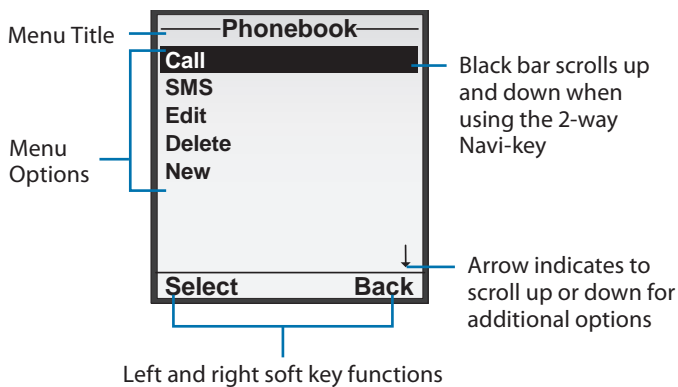 Menu Title
Phonebook
Call
SMS
Edit
Delete
New
Menu
Options
Black bar scrolls up
and down when
using the 2-way
Navi-key
Arrow indicates to
scroll up or down for
additional options
Select Back
Left and right soft key functions